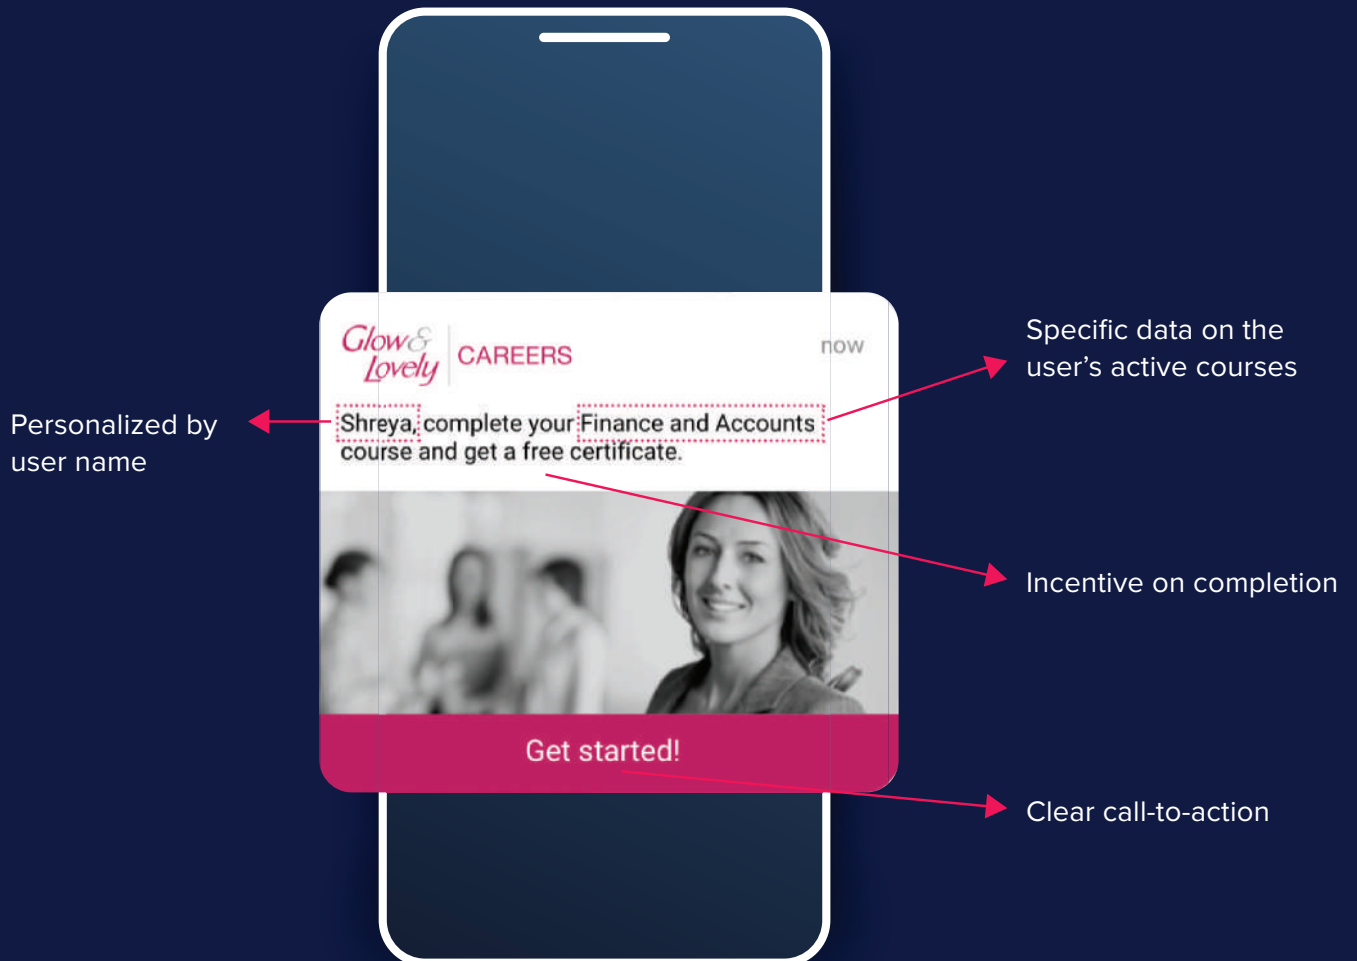 Glow &
Lovely
CAREERS
now
Shreya, complete your Finance and Accounts
course and get a free certificate.
Get started!
Personalized by
user name
Specific data on the
user’s active courses
Incentive on completion
Clear call-to-action